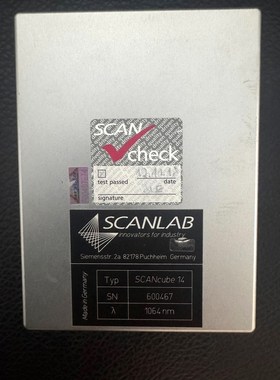 SCAN
check
test passed date
signature
SCANLAB
innovators for industry
Siemensstr. 2a 82178 Puchheim Germany
Made in Germany
Typ SCANcube 14
SN 600467
λ 1064 nm